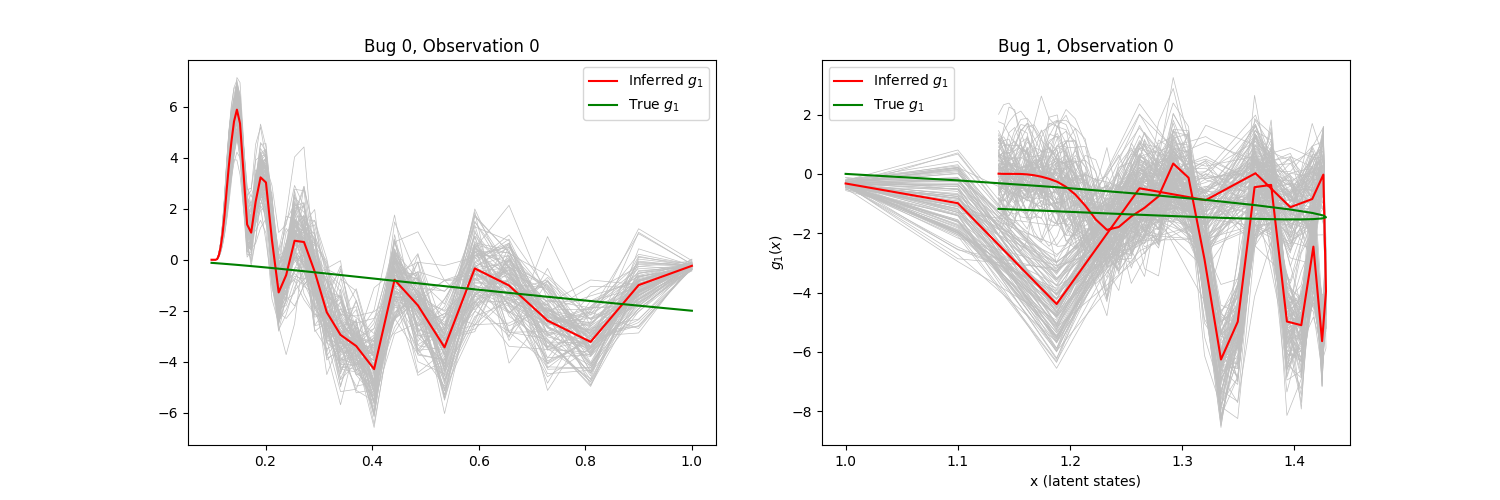 Bug 0, Observation 0
Inferred g₁
True g₁
6
4
2
0
−2
−4
−6
0.2 0.4 0.6 0.8 1.0
Bug 1, Observation 0
Inferred g₁
True g₁
g₁(x)
2
0
−2
−4
−6
−8
1.0 1.1 1.2 1.3 1.4
x (latent states)